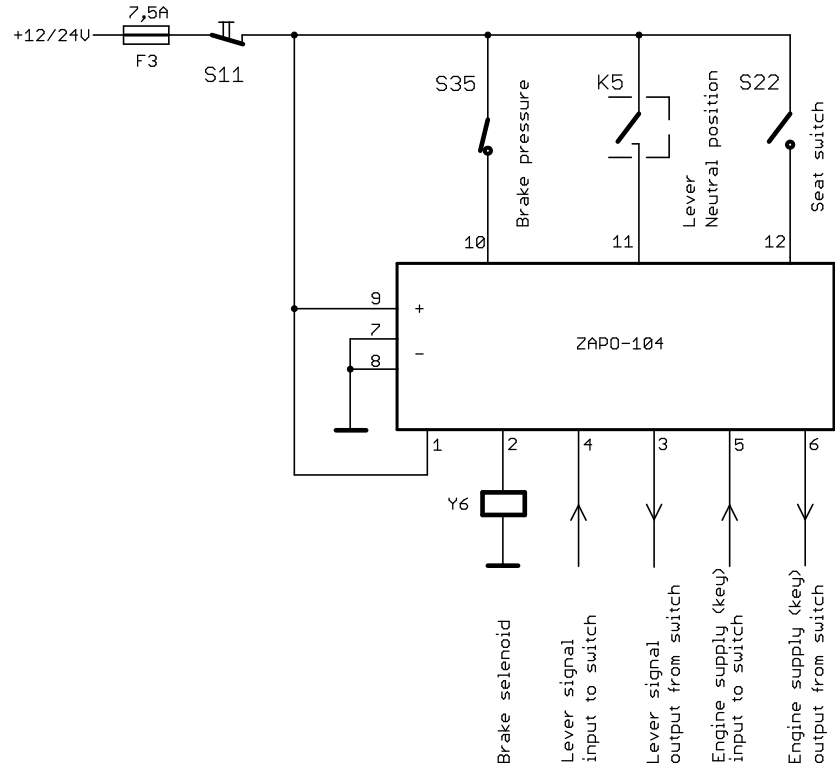 7,5A
+12/24V
F3
S11
S35
Brake pressure
K5
Lever
Neutral position
S22
Seat switch
10
11
12
9
+
7
-
8
ZAPO-104
1
2
4
3
5
6
Y6
Brake selenoid
Lever signal
input to switch
Lever signal
output from switch
Engine supply (key)
input to switch
Engine supply (key)
output from switch